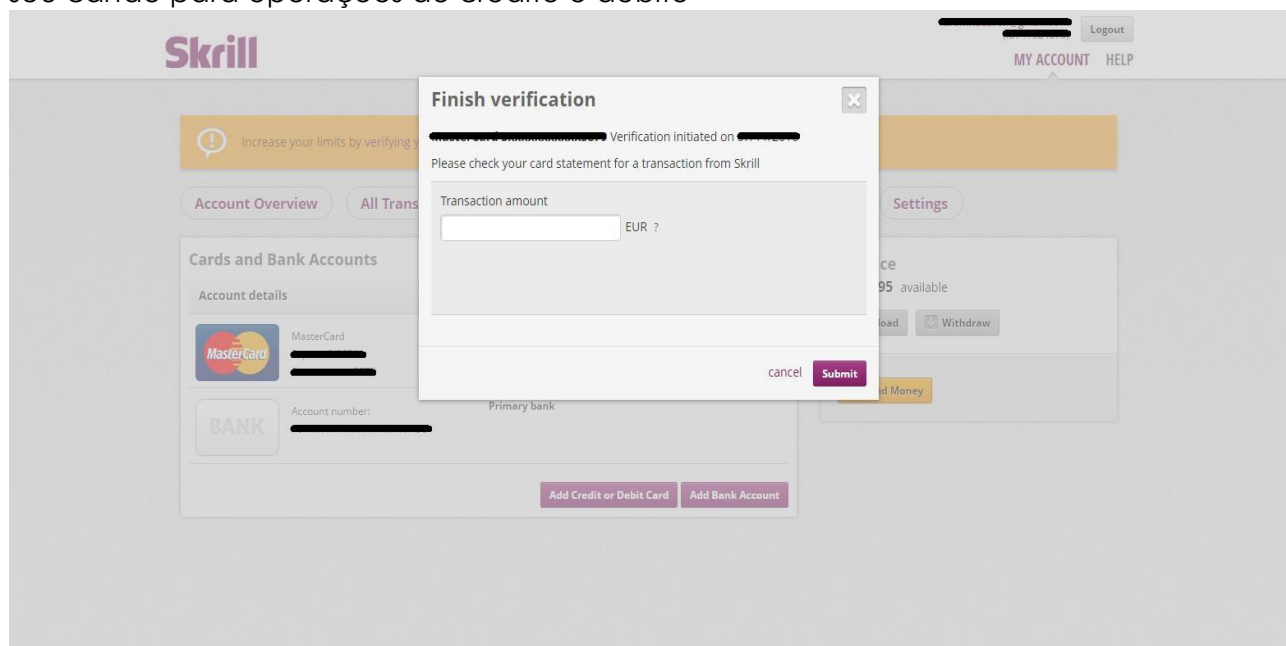 Skrill
Logout
MY ACCOUNT HELP
Finish verification
Verification initiated on
Increase your limits by verifying
Please check your card statement for a transaction from Skrill
Account Overview
All Trans
Transaction amount
Settings
EUR ?
Cards and Bank Accounts
ce
Account details
95 available
MasterCard
MasterCard
oad
Withdraw
cancel
Submit
d Money
BANK
Account number:
Primary bank
Add Credit or Debit Card
Add Bank Account